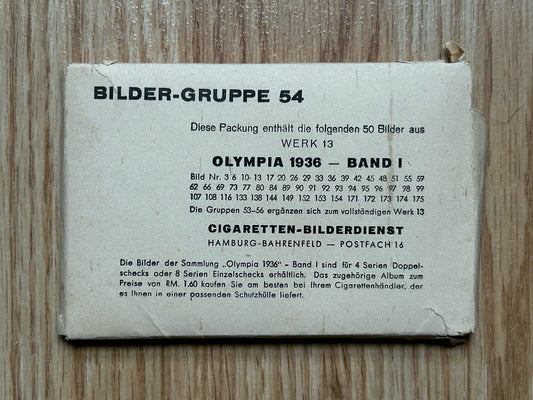 BILDER-GRUPPE 54
Diese Packung enthält die folgenden 50 Bilder aus
WERK 13
OLYMPIA 1936 — BAND I
Bild Nr. 3 6 10 13 17 20 26 29 33 36 39 42 45 48 51 55 59
62 66 69 73 77 80 84 89 90 91 92 93 94 95 96 97 98 99
107 108 116 133 138 144 151 152 153 154 158 171 173 174 175
Die Gruppen 53–56 ergänzen sich zum vollständigen Werk 13
CIGARETTEN-BILDERDIENST
HAMBURG-BAHRENFELD — POSTFACH 16
Die Bilder der Sammlung „Olympia 1936" - Band I sind für 4 Serien Doppel-
schecks oder 8 Serien Einzelschecks erhältlich. Das zugehörige Album zum
Preise von RM. 1.60 kaufen Sie am besten bei Ihrem Cigarettenhändler, der
es Ihnen in einer passenden Schutzhülle liefert.